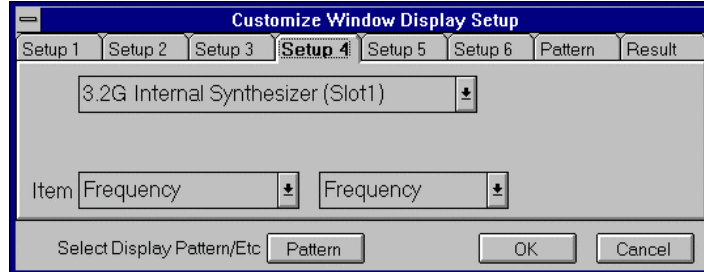 Customize Window Display Setup
Setup 1 Setup 2 Setup 3 Setup 4 Setup 5 Setup 6 Pattern Result
3.2G Internal Synthesizer (Slot1)
Item Frequency Frequency
Select Display Pattern/Etc Pattern OK Cancel